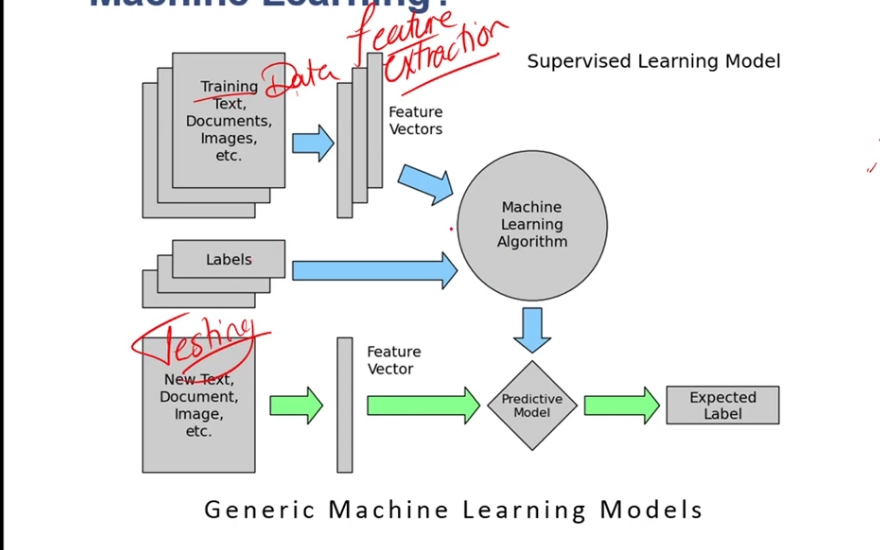 Machine Learning?
feature
extraction
Data
Supervised Learning Model
Training
Text,
Documents,
Images,
etc.
Feature
Vectors
Machine
Learning
Algorithm
Labels
Testing
New Text,
Document,
Image,
etc.
Feature
Vector
Predictive
Model
Expected
Label
Generic Machine Learning Models